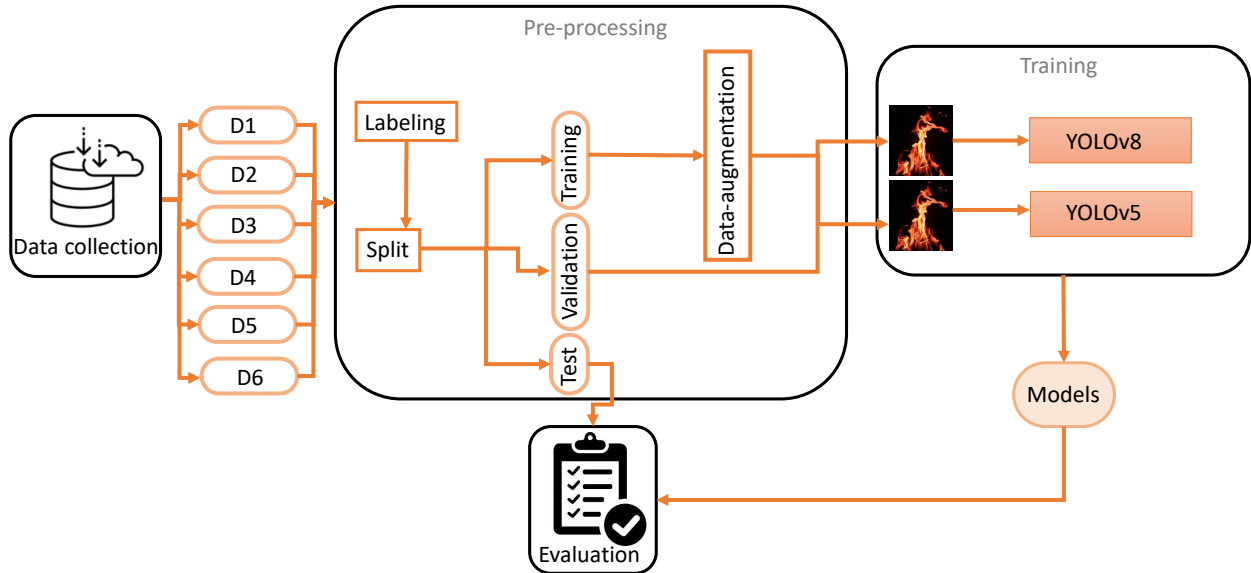 Pre-processing
Training
Data collection
D1
D2
D3
D4
D5
D6
Labeling
Split
Training
Validation
Test
Data-augmentation
YOLOv8
YOLOv5
Models
Evaluation